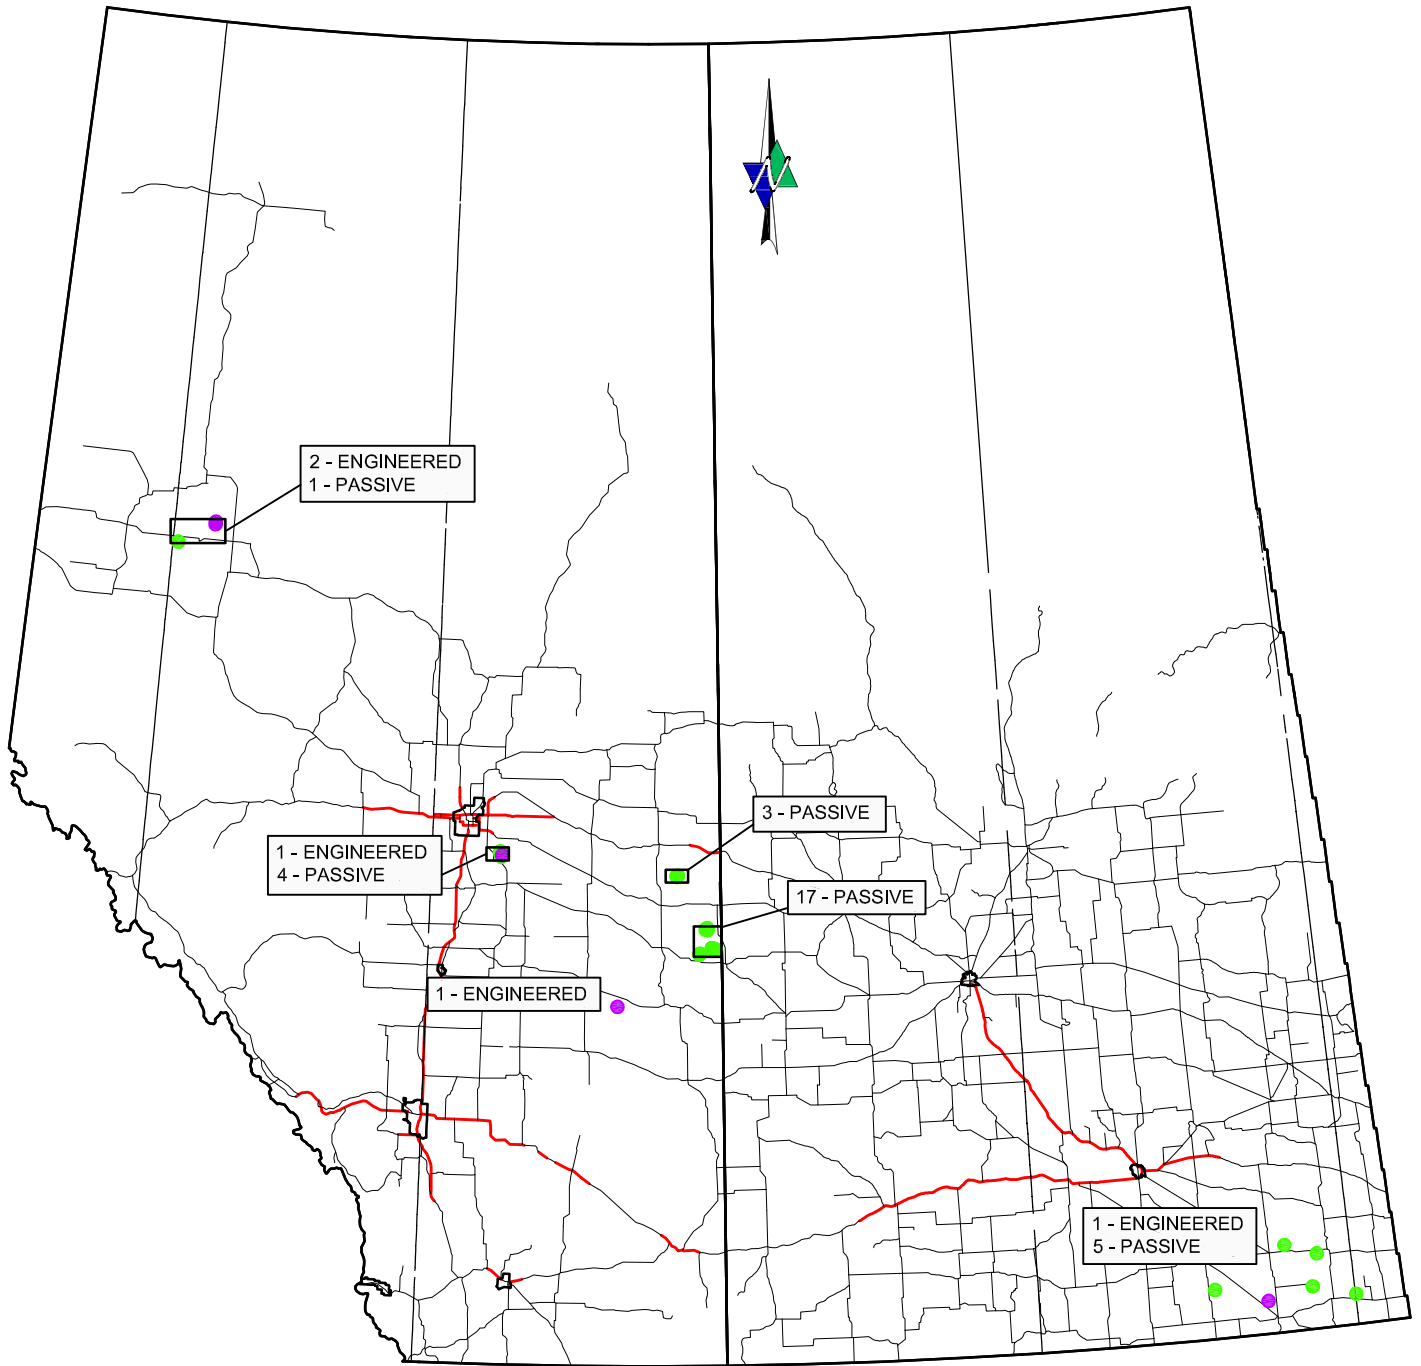 2 - ENGINEERED
1 - PASSIVE
3 - PASSIVE
1 - ENGINEERED
4 - PASSIVE
17 - PASSIVE
1 - ENGINEERED
1 - ENGINEERED
5 - PASSIVE